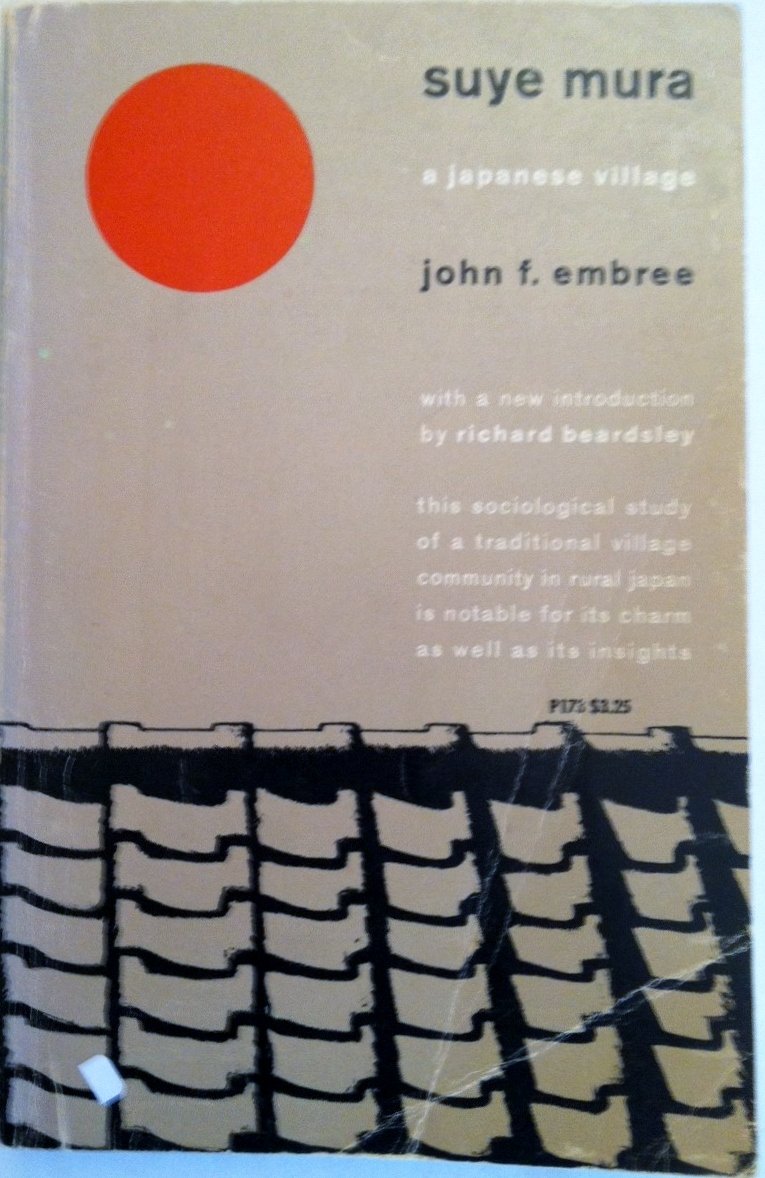 suye mura
a japanese village
john f. embree
with a new introduction
by richard beardsley
this sociological study
of a traditional village
community in rural japan
is notable for its charm
as well as its insights
P173 $3.25